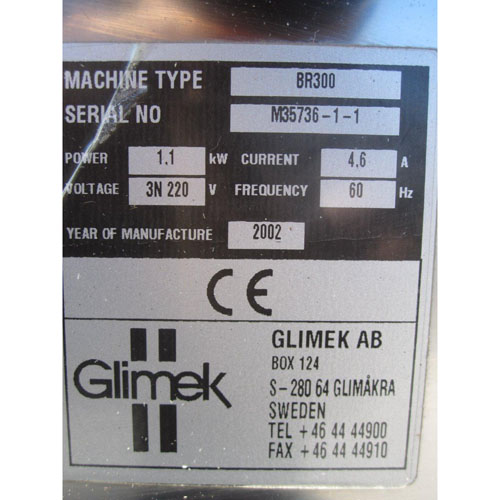 MACHINE TYPE BR300
SERIAL NO M35736-1-1
POWER 1.1 kW CURRENT 4.6 A
VOLTAGE 3N 220 V FREQUENCY 60 Hz
YEAR OF MANUFACTURE 2002
CE
Glimek
GLIMEK AB
BOX 124
S-280 64 GLIMÅKRA
SWEDEN
TEL +46 44 44900
FAX +46 44 44910